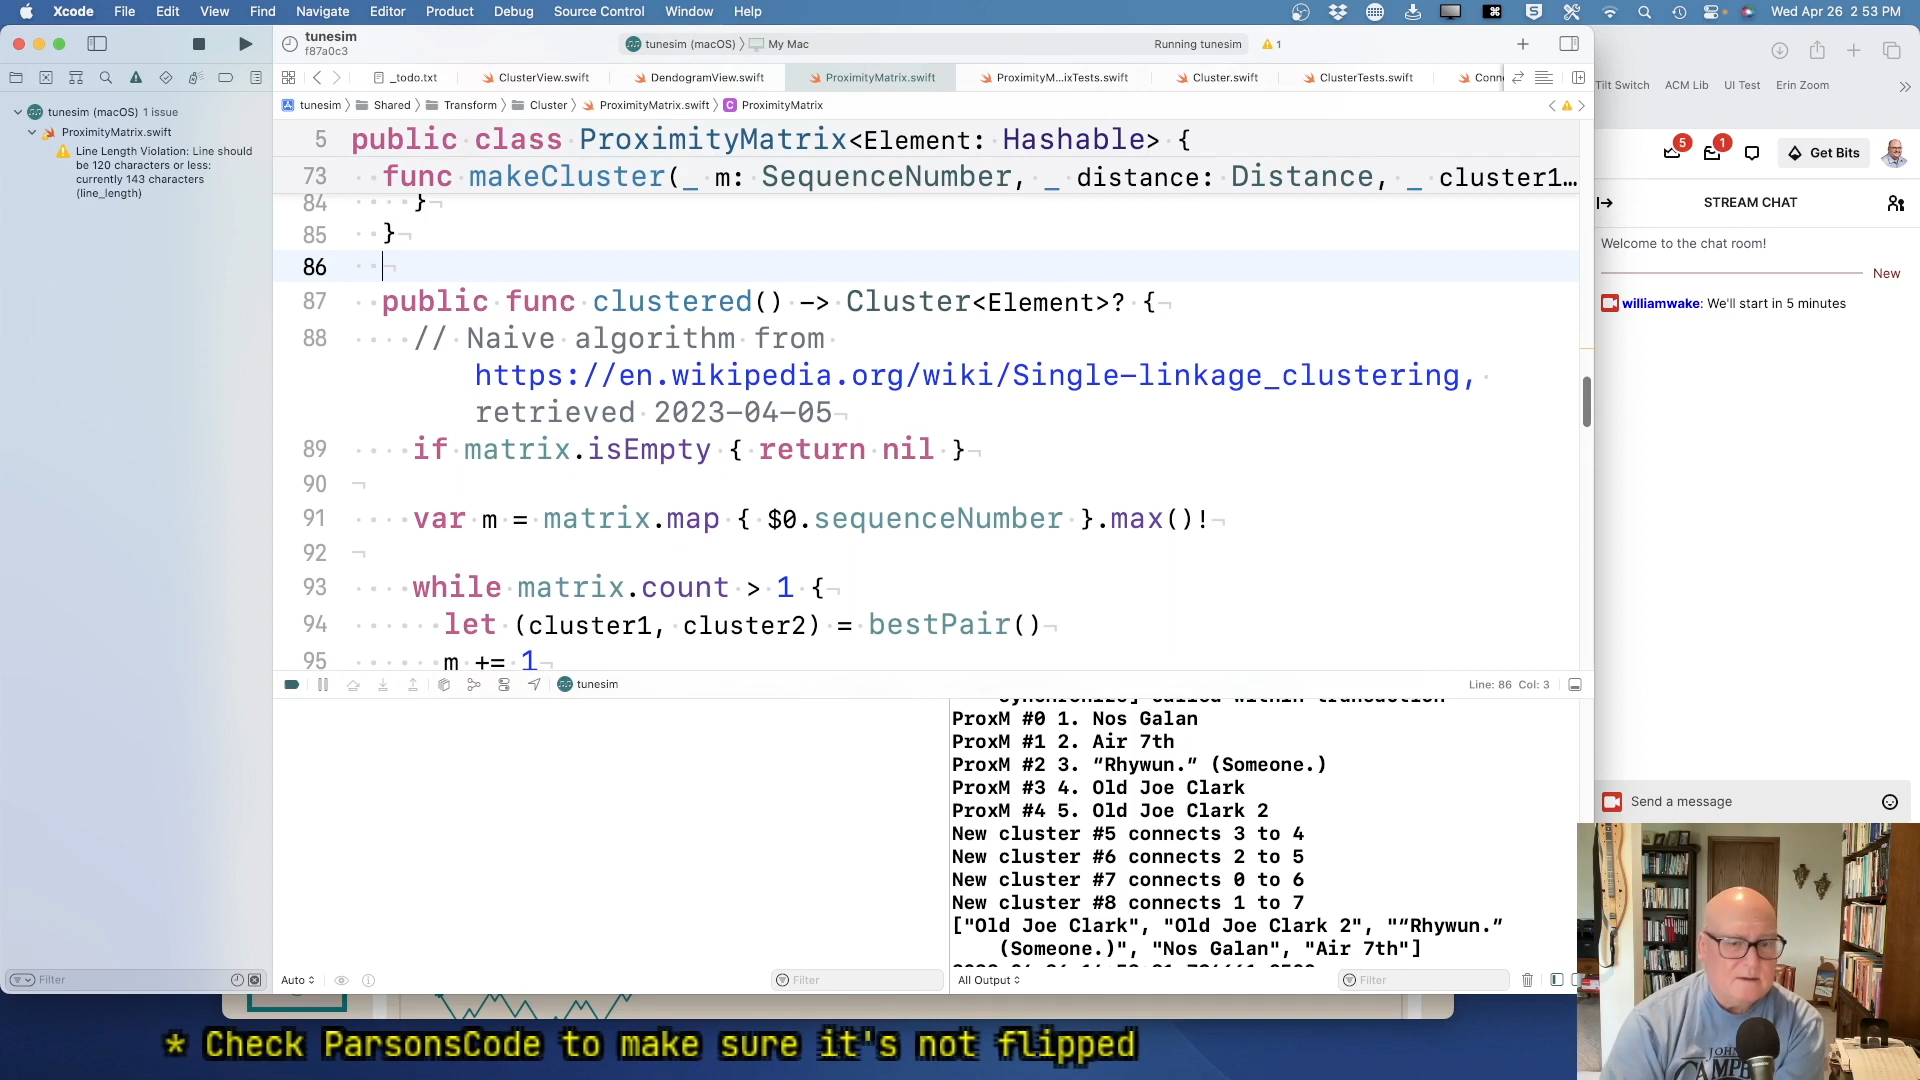 Xcode File Edit View Find Navigate Editor Product Debug Source Control Window Help Wed Apr 26 2:53 PM
tunesim
f87a0c3
tunesim (macOS) My Mac Running tunesim 1
_todo.txt ClusterView.swift DendogramView.swift ProximityMatrix.swift ProximityM...ixTests.swift Cluster.swift ClusterTests.swift Conn
tunesim Shared Transform Cluster ProximityMatrix.swift ProximityMatrix
tunesim (macOS) 1 issue
ProximityMatrix.swift
Line Length Violation: Line should
be 120 characters or less:
currently 143 characters
(line_length)
5 public class ProximityMatrix<Element: Hashable> {
73 func makeCluster(_ m: SequenceNumber, _ distance: Distance, _ cluster1…
84 }
85 }
86
87 public func clustered() -> Cluster<Element>? {
88 // Naive algorithm from
https://en.wikipedia.org/wiki/Single-linkage_clustering,
retrieved 2023-04-05
89 if matrix.isEmpty { return nil }
90
91 var m = matrix.map { $0.sequenceNumber }.max()!
92
93 while matrix.count > 1 {
94 let (cluster1, cluster2) = bestPair()
95 m += 1
tunesim Line: 86 Col: 3
synchronize] called within transaction
ProxM #0 1. Nos Galan
ProxM #1 2. Air 7th
ProxM #2 3. “Rhywun.” (Someone.)
ProxM #3 4. Old Joe Clark
ProxM #4 5. Old Joe Clark 2
New cluster #5 connects 3 to 4
New cluster #6 connects 2 to 5
New cluster #7 connects 0 to 6
New cluster #8 connects 1 to 7
["Old Joe Clark", "Old Joe Clark 2", "“Rhywun.”
(Someone.)", "Nos Galan", "Air 7th"]
Filter Auto Filter All Output Filter
Tilt Switch ACM Lib UI Test Erin Zoom
5 1 Get Bits
STREAM CHAT
Welcome to the chat room!
New
williamwake: We'll start in 5 minutes
Send a message
* Check ParsonsCode to make sure it's not flipped